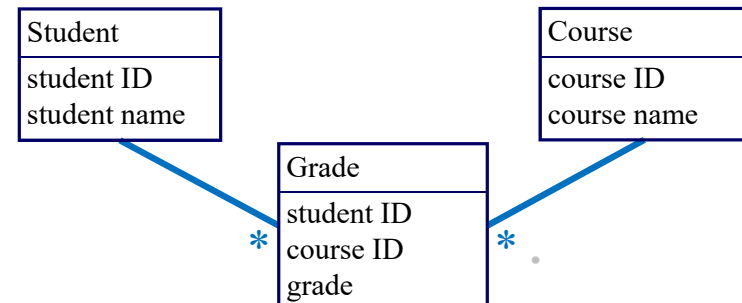 Student
student ID
student name
Course
course ID
course name
Grade
student ID
course ID
grade
*
*